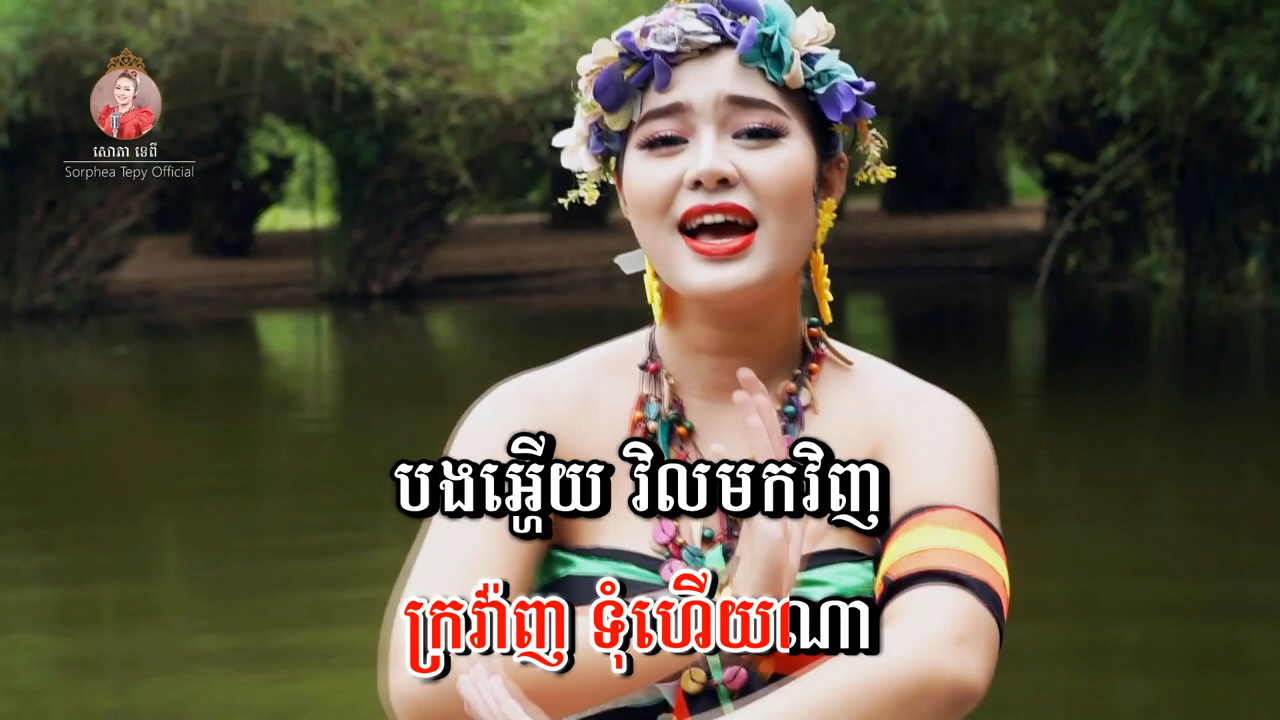 សោភា ទេពី
Sorphea Tepy Official
បងអ្ហើយ វិលមកវិញ
ក្រវ៉ាញ ទុំហើយណា